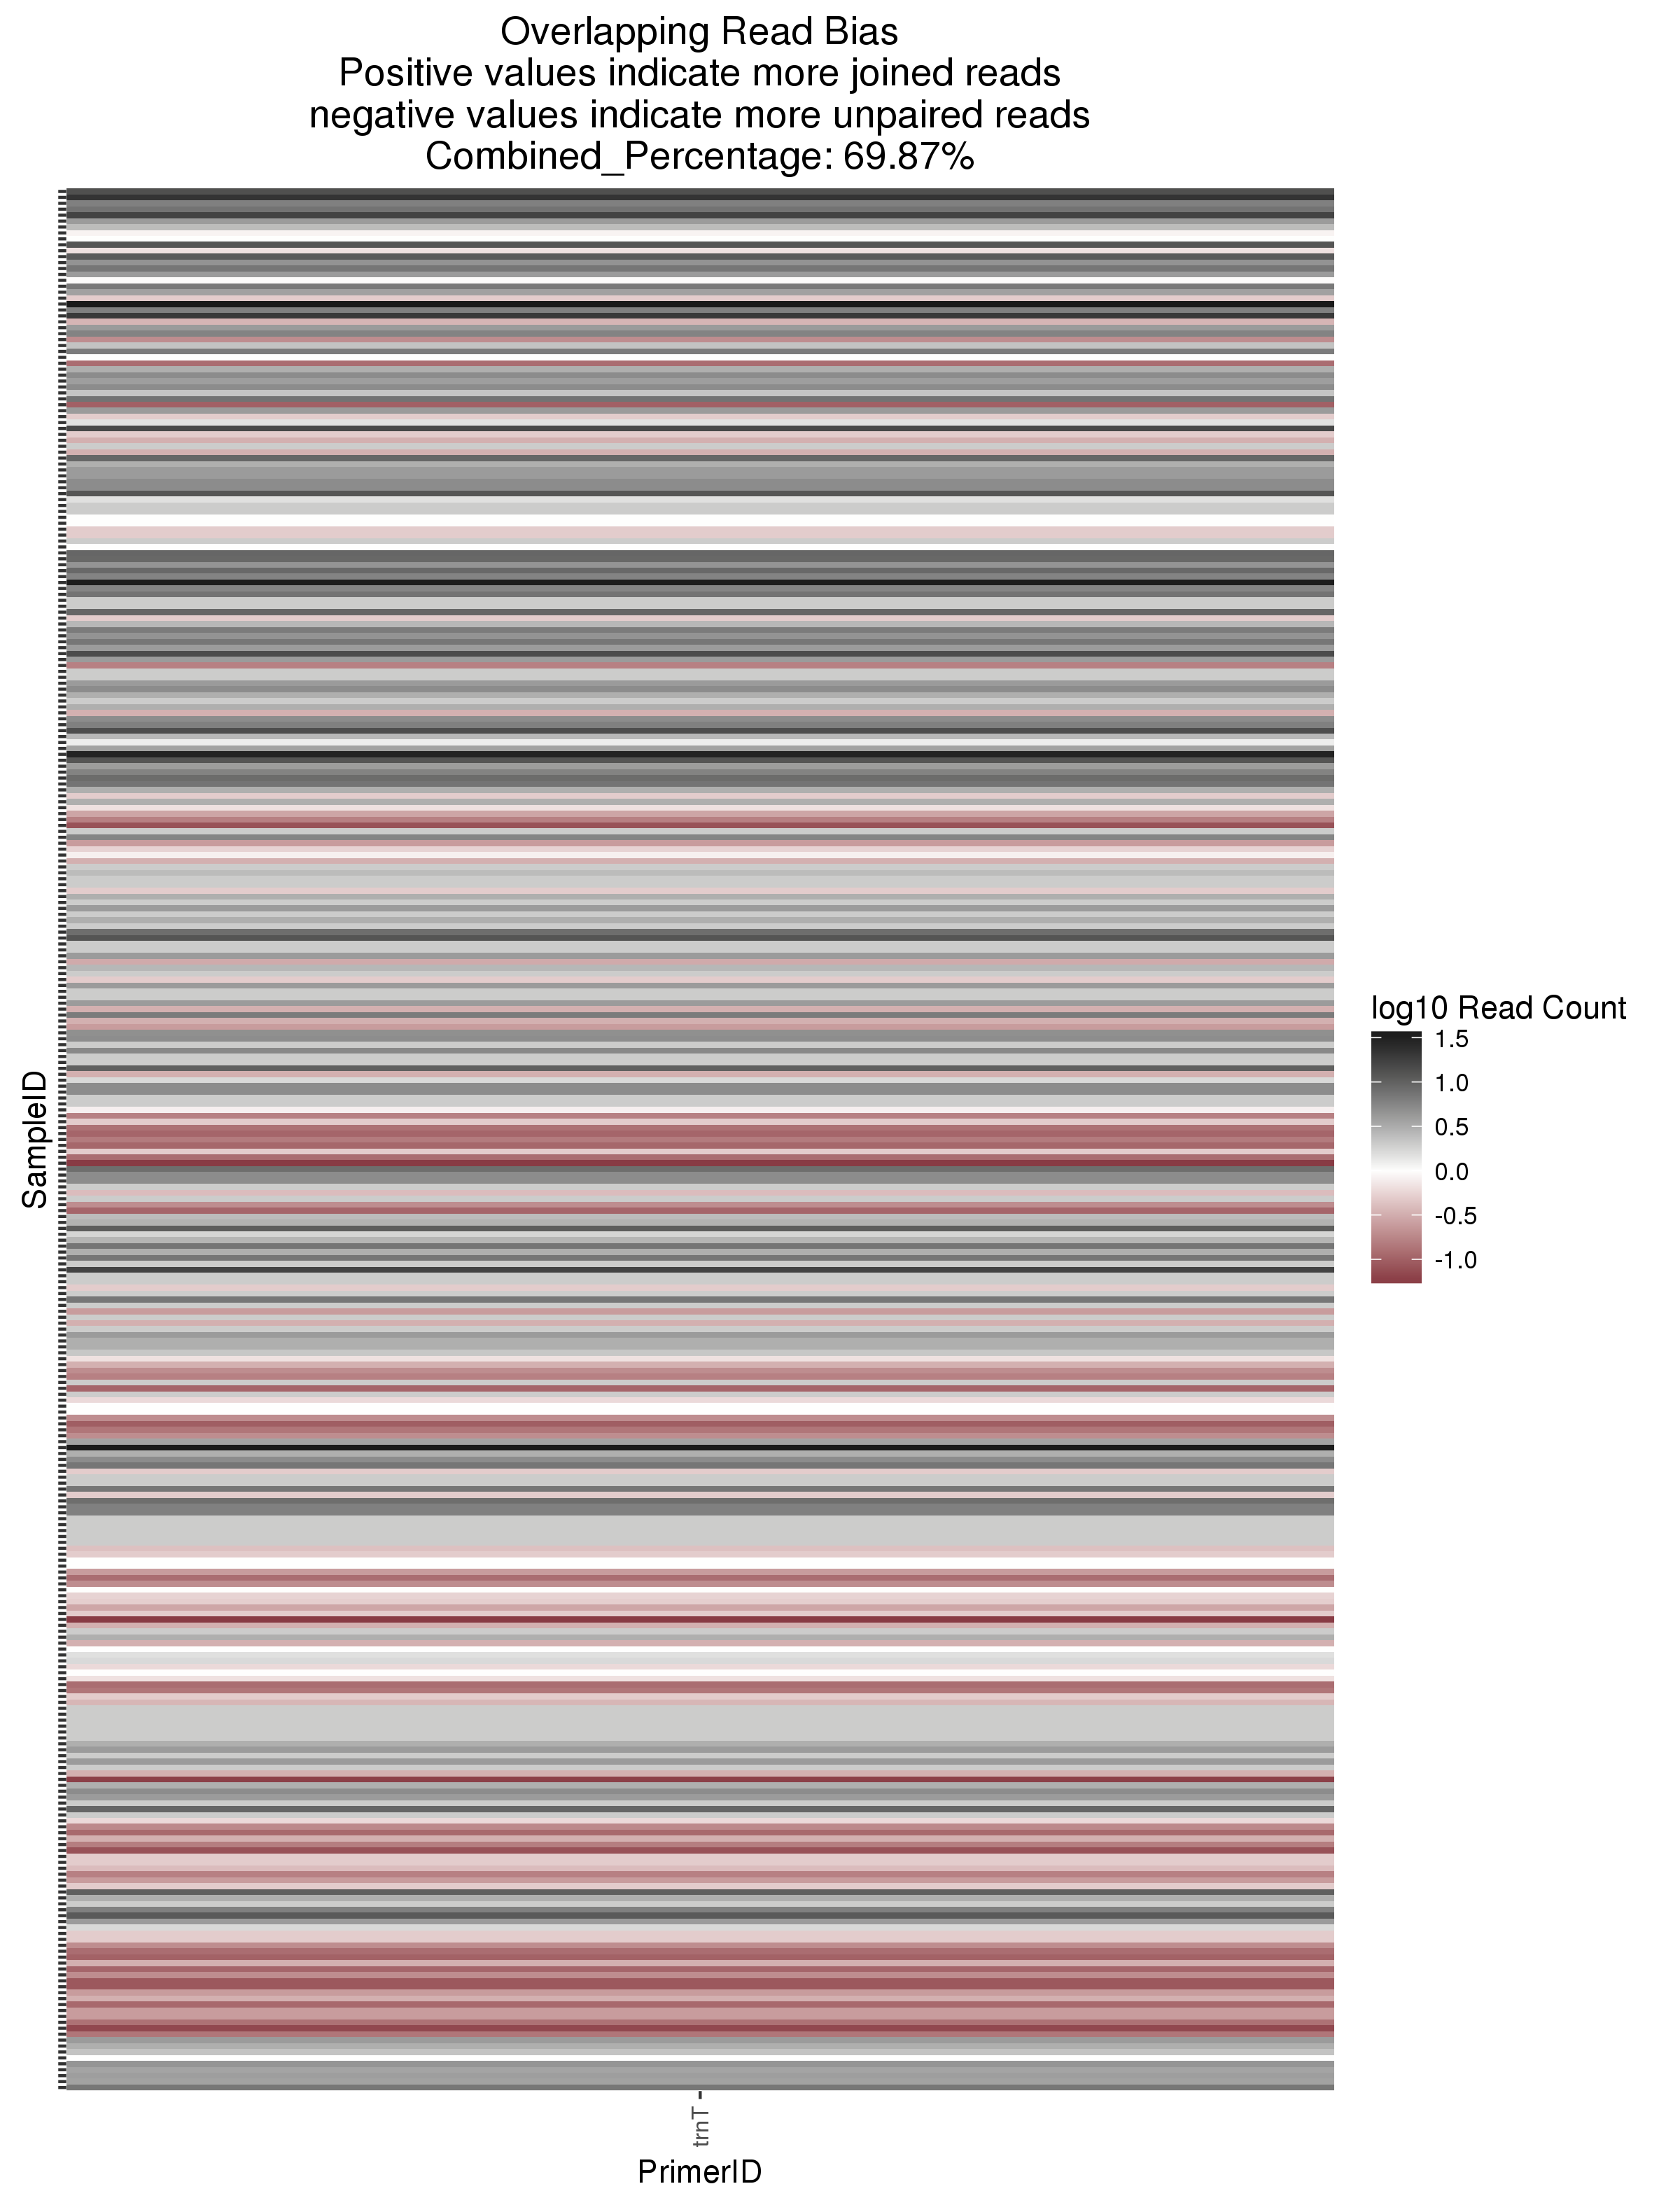 Overlapping Read Bias
Positive values indicate more joined reads
negative values indicate more unpaired reads
Combined_Percentage: 69.87%
SampleID
log10 Read Count
1.5
1.0
0.5
0.0
-0.5
-1.0
trnT
PrimerID